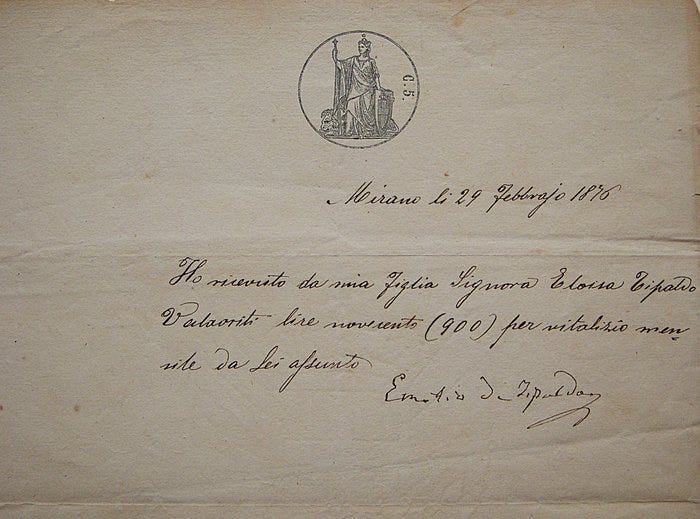 C. 5.
Mirano li 29 Febbrajo 1876
Ho ricevuto da mia figlia Signora Eloisa Tipaldo
Valaoriti lire novecento (900) per vitalizio men-
sile da Lei assunto
Emilio De Tipaldo